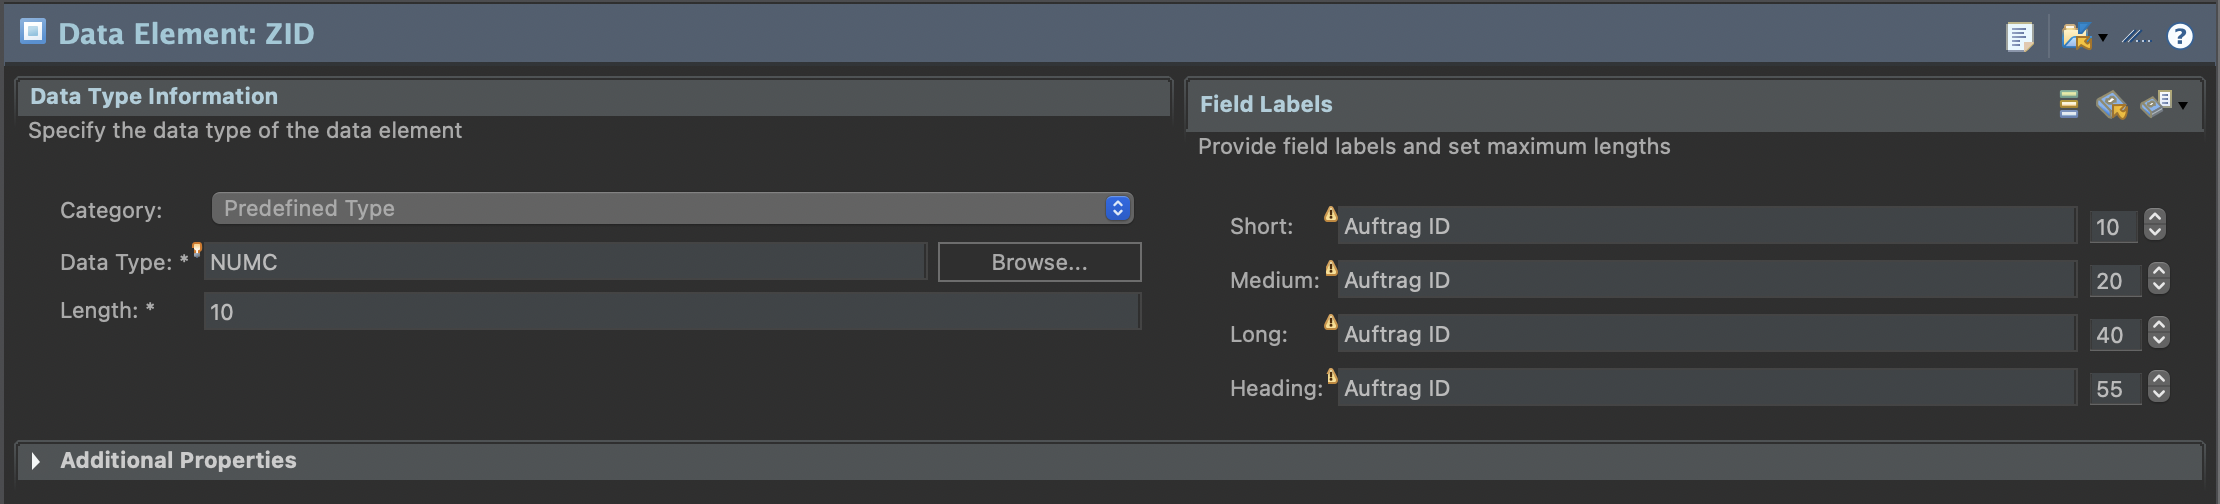 Data Element: ZID
Data Type Information
Specify the data type of the data element
Category: Predefined Type
Data Type: * NUMC Browse...
Length: * 10
Field Labels
Provide field labels and set maximum lengths
Short: Auftrag ID 10
Medium: Auftrag ID 20
Long: Auftrag ID 40
Heading: Auftrag ID 55
Additional Properties